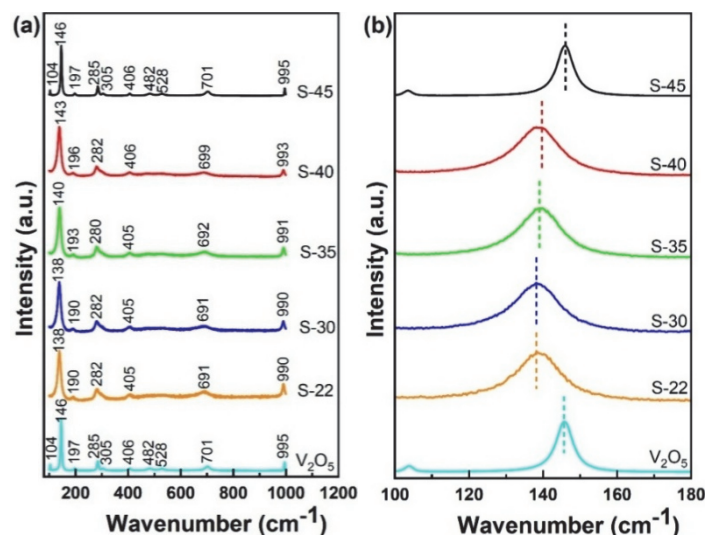 (a)
146
104
197
285
305
406
482
528
701
995
S-45
143
196
282
406
699
993
S-40
140
193
280
405
692
991
S-35
138
190
282
405
691
990
S-30
138
190
282
405
691
990
S-22
146
104
197
285
305
406
482
528
701
995
V₂O₅
200 400 600 800 1000 1200
Wavenumber (cm⁻¹)
Intensity (a.u.)
(b)
S-45
S-40
S-35
S-30
S-22
V₂O₅
100 120 140 160 180
Wavenumber (cm⁻¹)
Intensity (a.u.)